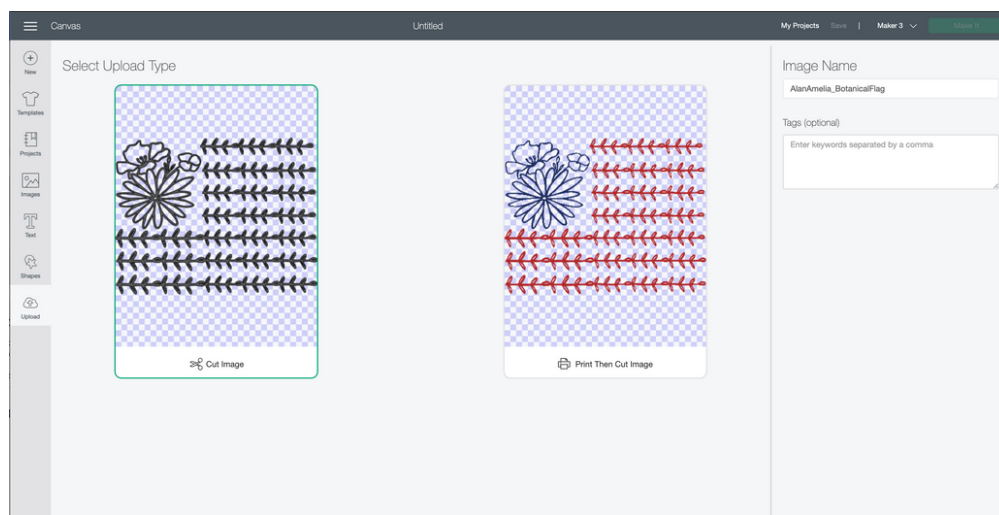 Canvas
Untitled
My Projects Save | Maker 3
Make It
New
Templates
Projects
Images
Text
Shapes
Upload
Select Upload Type
Cut Image
Print Then Cut Image
Image Name
AlanAmelia_BotanicalFlag
Tags (optional)
Enter keywords separated by a comma